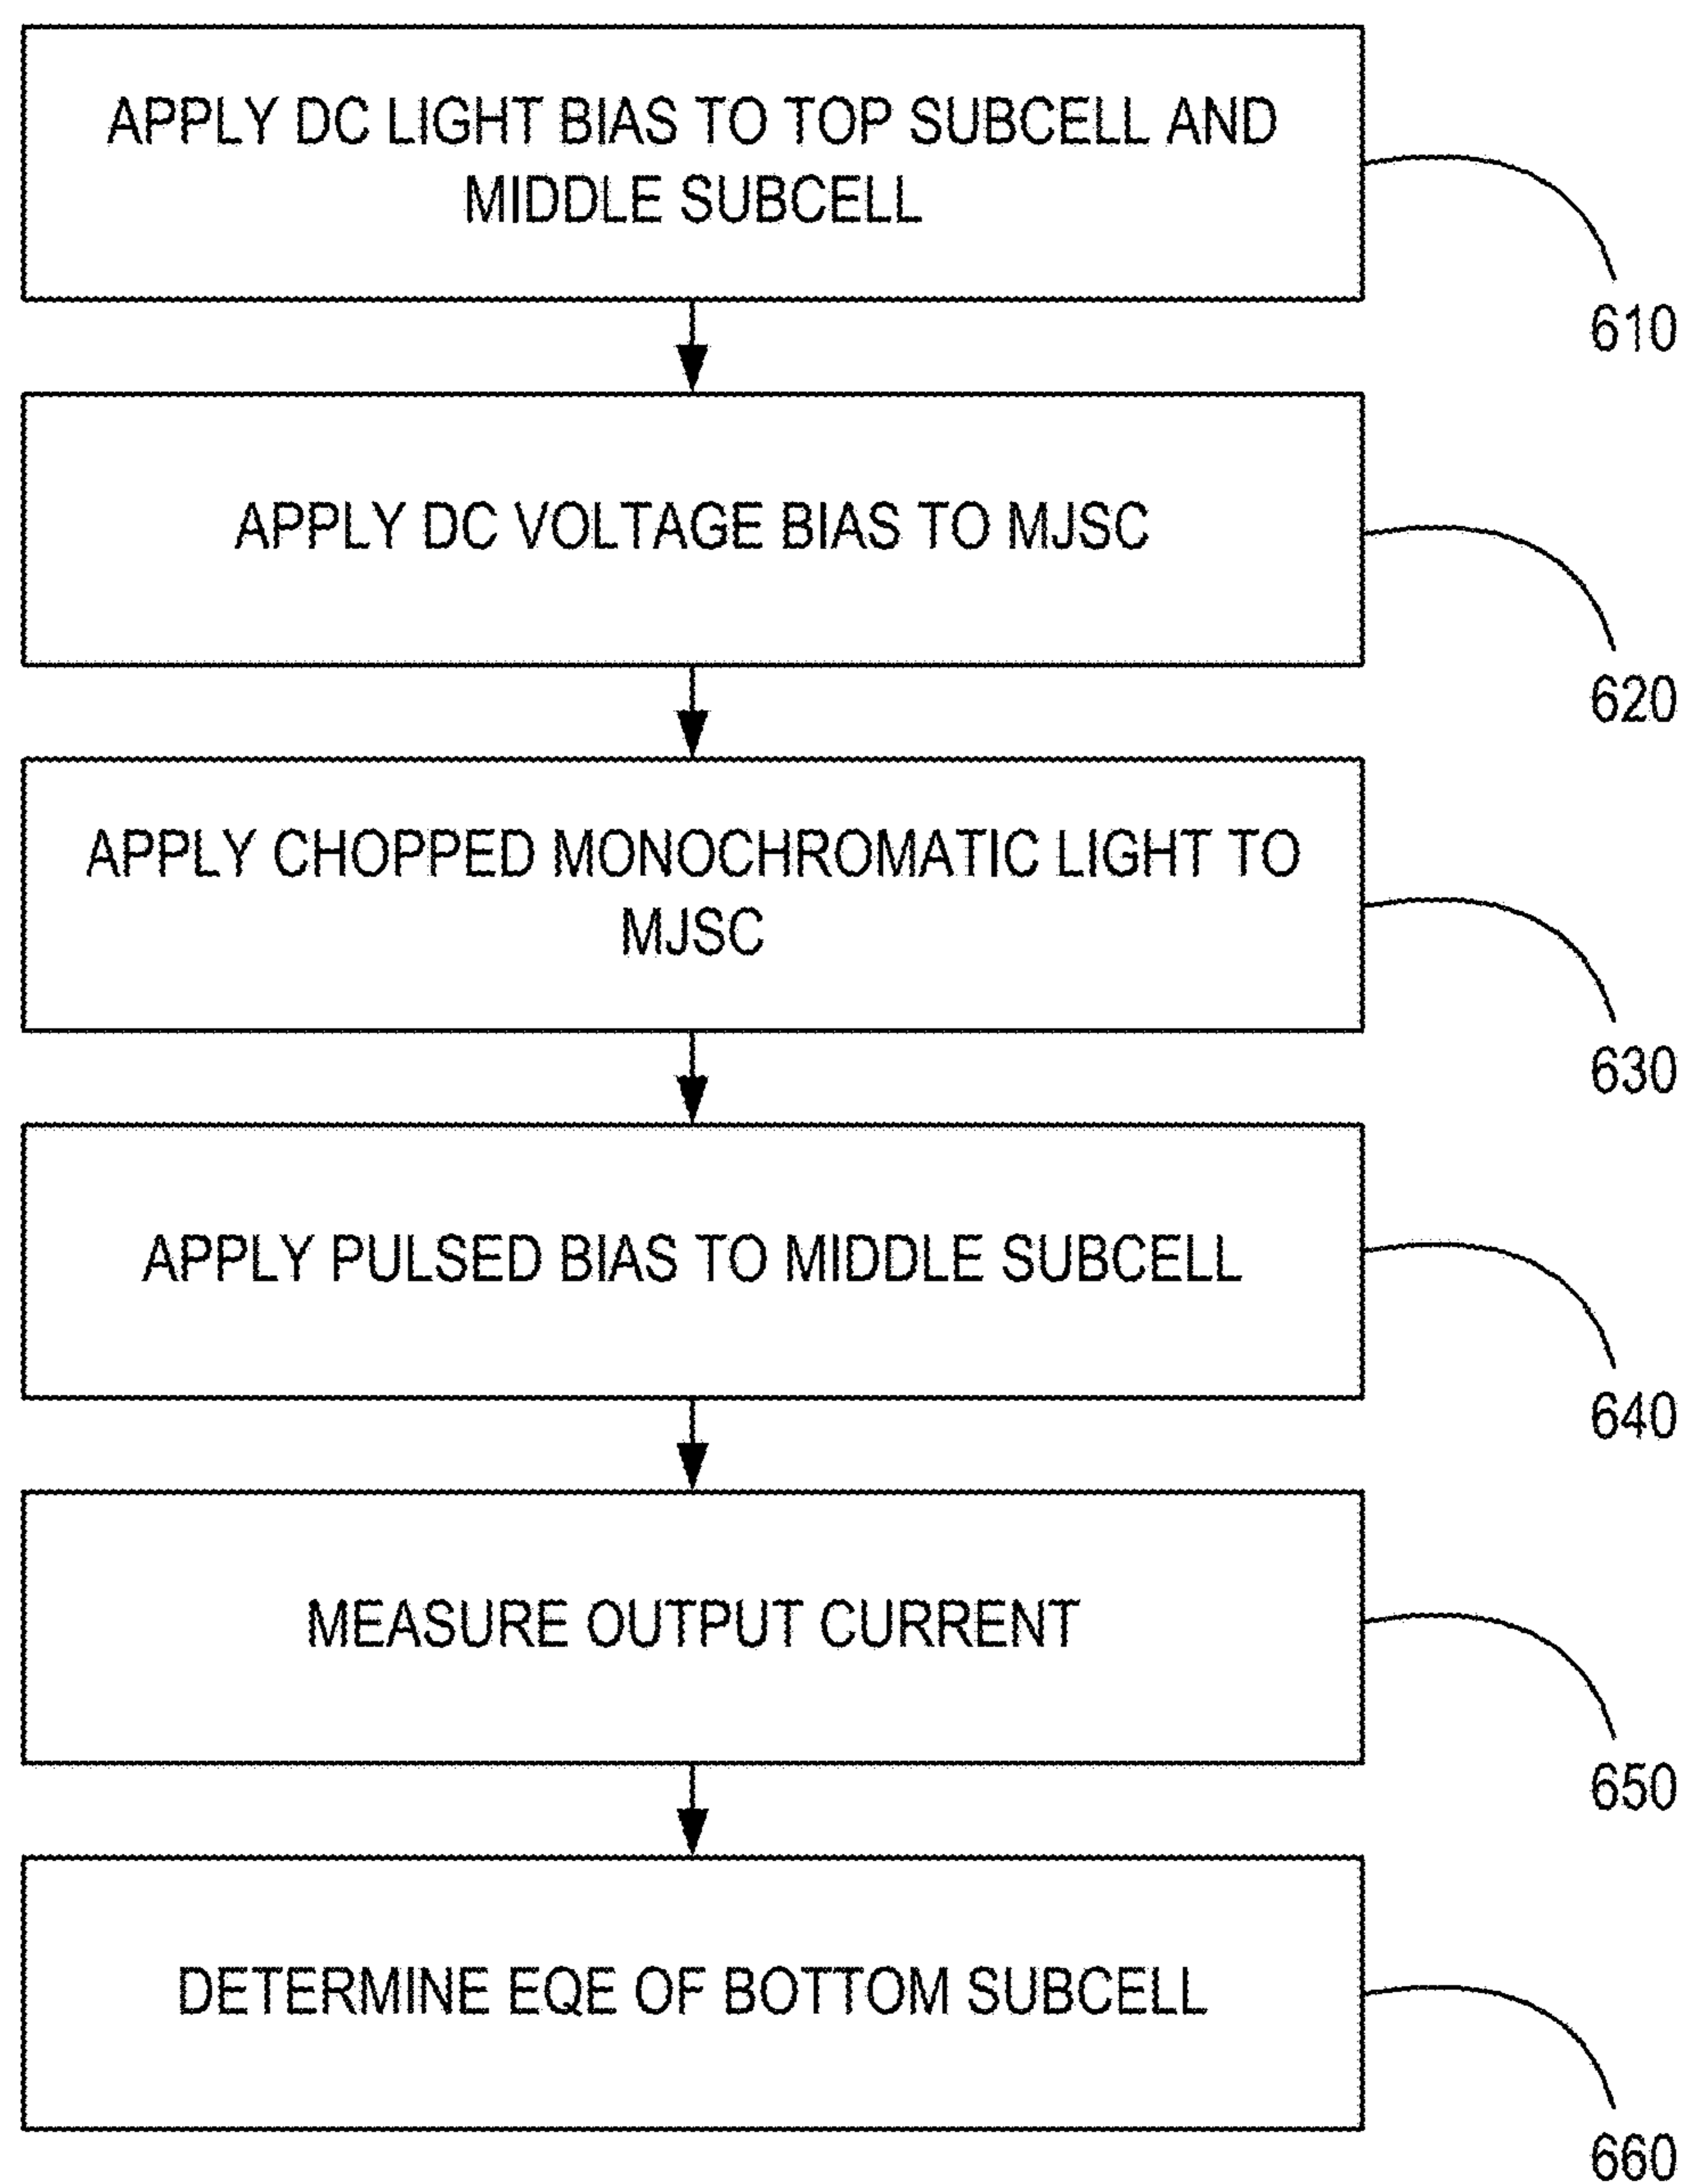 APPLY DC LIGHT BIAS TO TOP SUBCELL AND
MIDDLE SUBCELL
610
APPLY DC VOLTAGE BIAS TO MJSC
620
APPLY CHOPPED MONOCHROMATIC LIGHT TO
MJSC
630
APPLY PULSED BIAS TO MIDDLE SUBCELL
640
MEASURE OUTPUT CURRENT
650
DETERMINE EQE OF BOTTOM SUBCELL
660